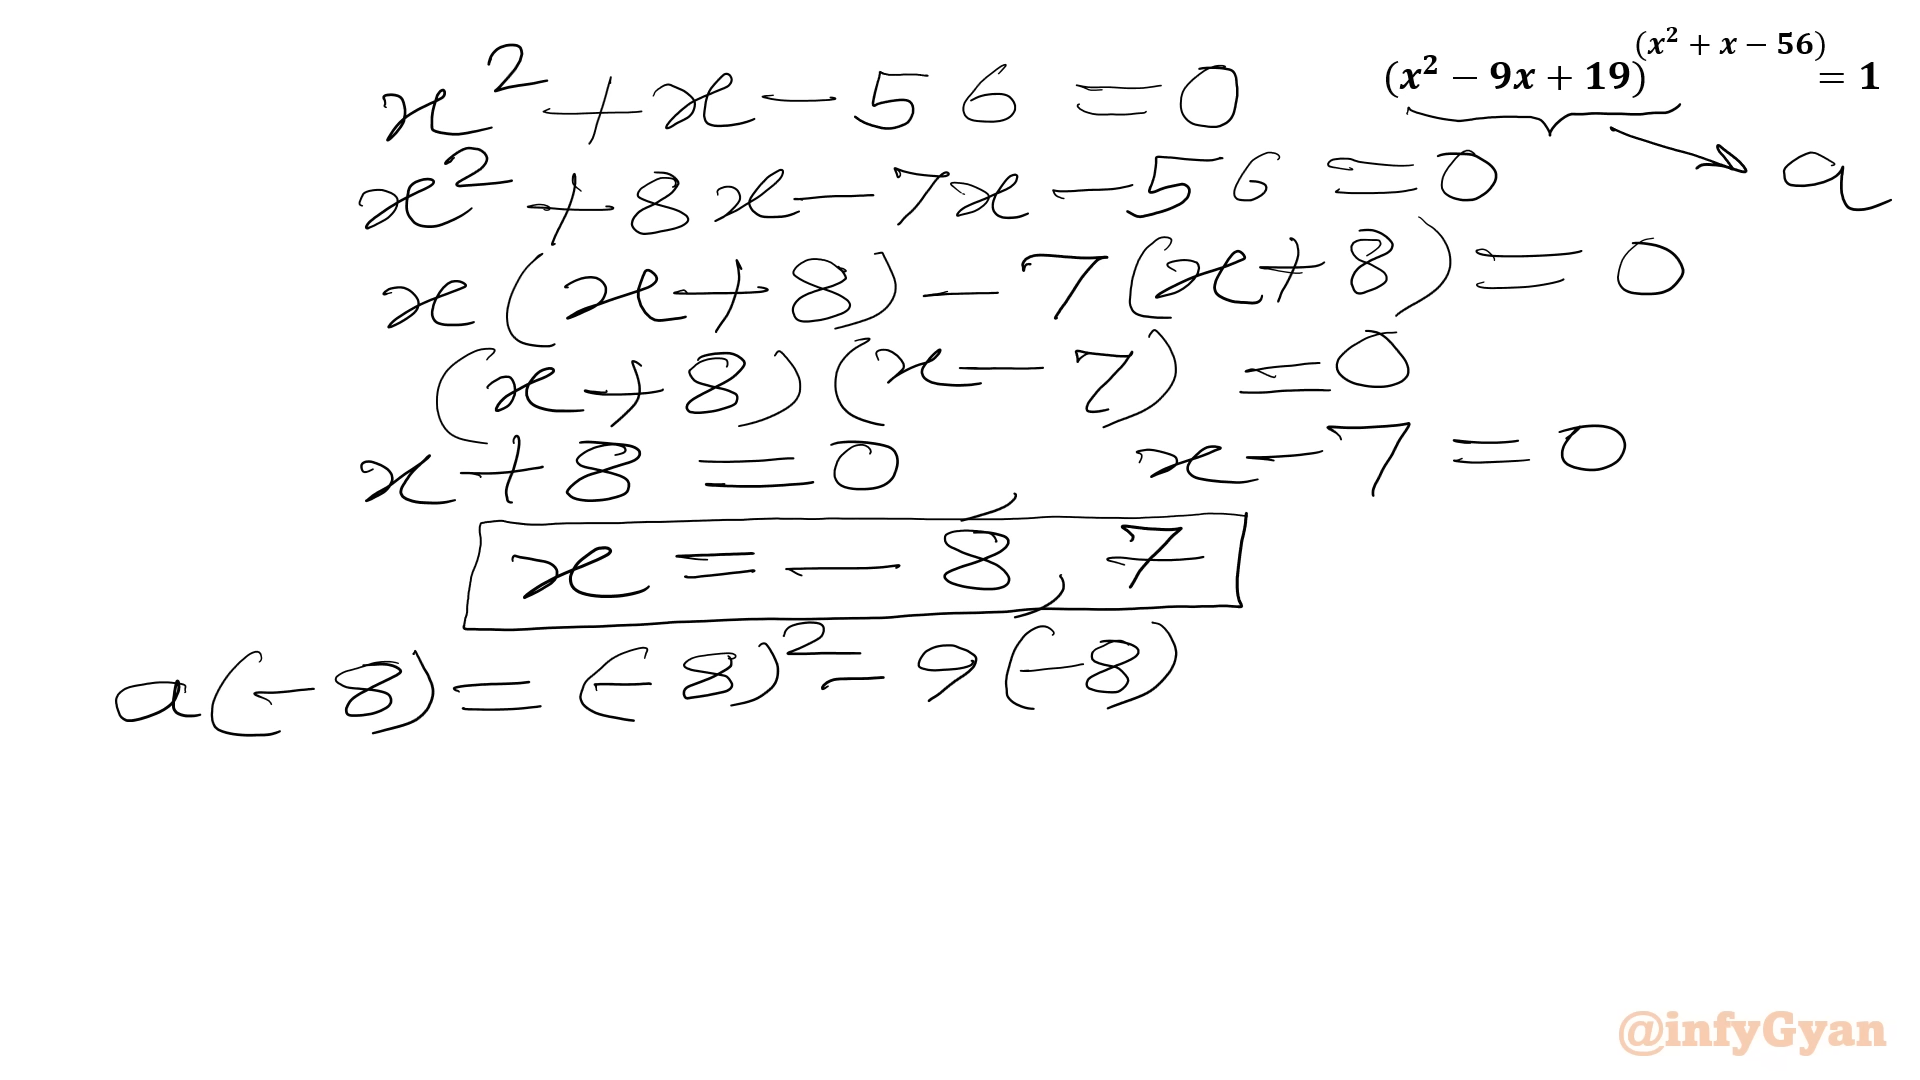 (x² − 9x + 19)^(x² + x − 56) = 1
a
x² + x − 56 = 0
x² + 8x − 7x − 56 = 0
x(x + 8) − 7(x + 8) = 0
(x + 8)(x − 7) = 0
x + 8 = 0, x − 7 = 0
x = − 8, 7
a(−8) = (−8)² − 9(−8)
@infyGyan